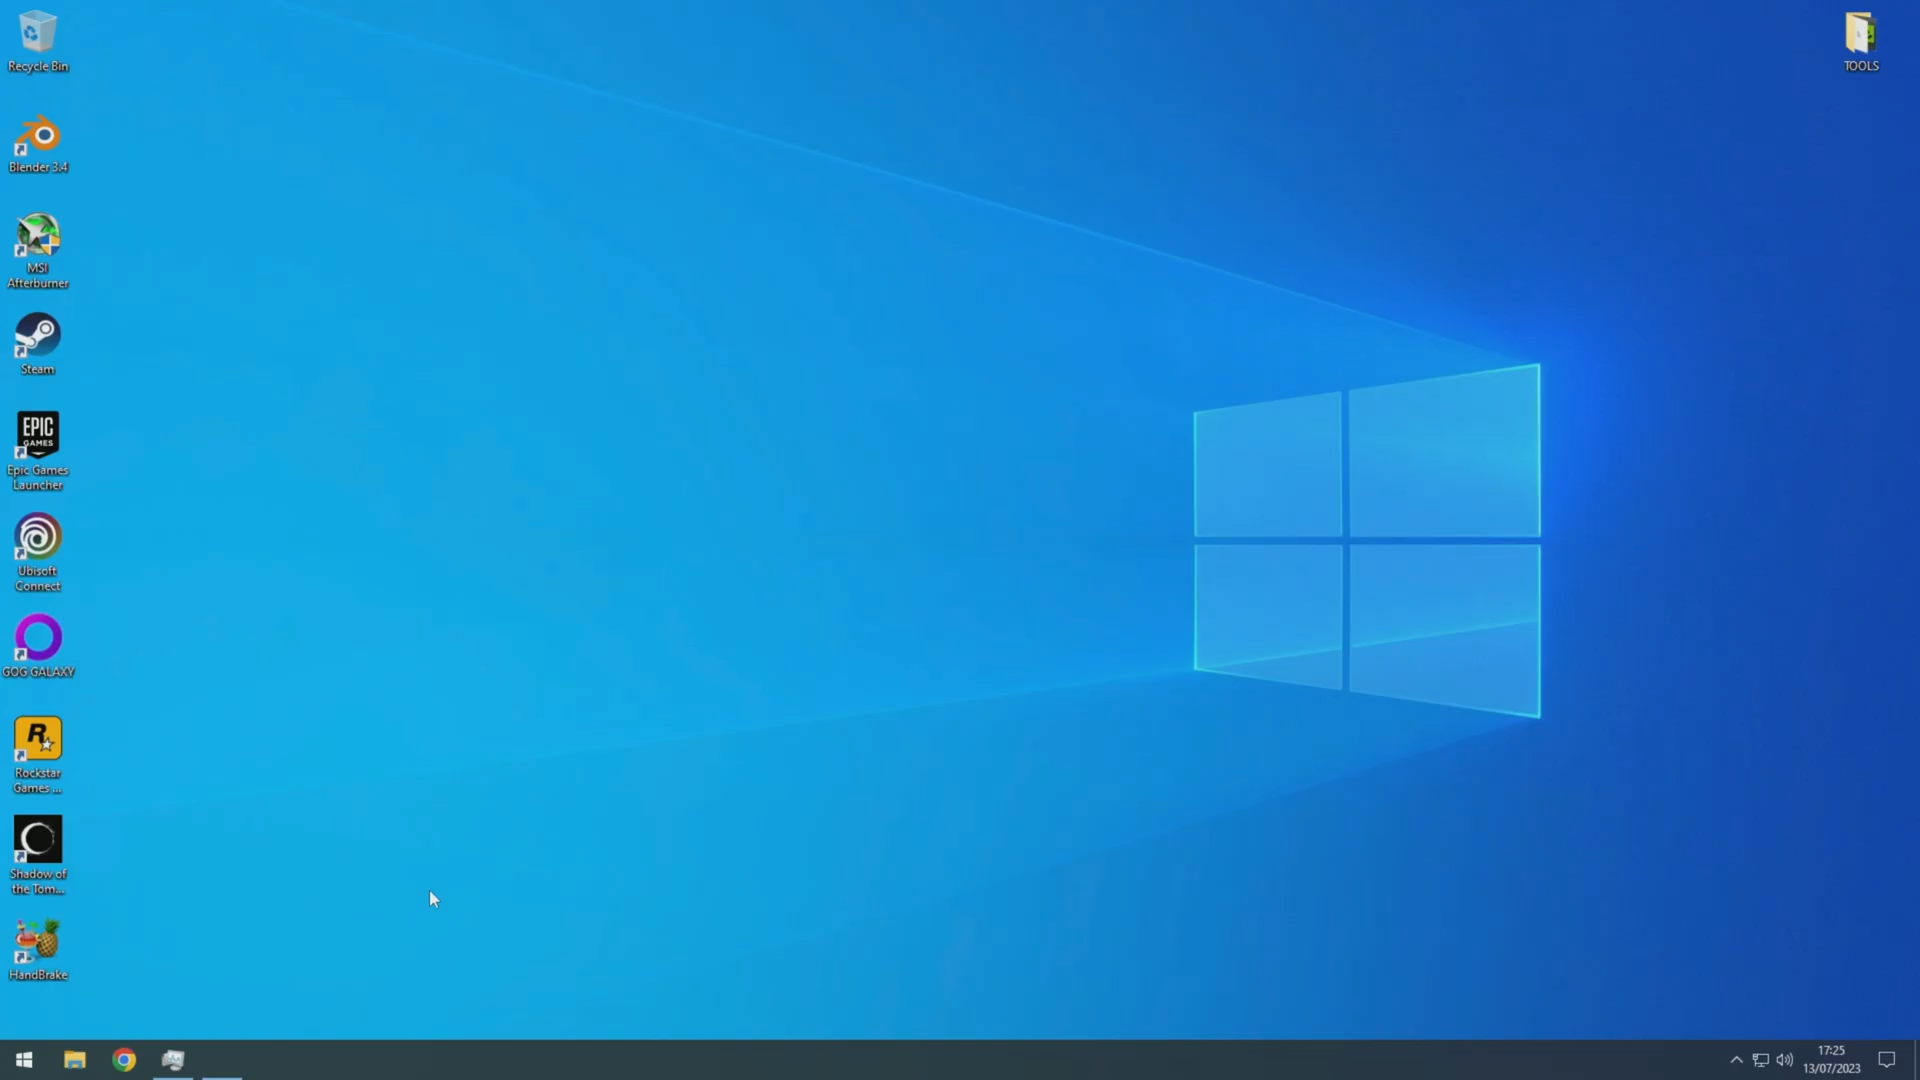 Recycle Bin
TOOLS
Blender 3.4
MSI
Afterburner
Steam
EPIC
GAMES
Epic Games
Launcher
Ubisoft
Connect
GOG GALAXY
R
Rockstar
Games ...
Shadow of
the Tom...
HandBrake
17:25
13/07/2023